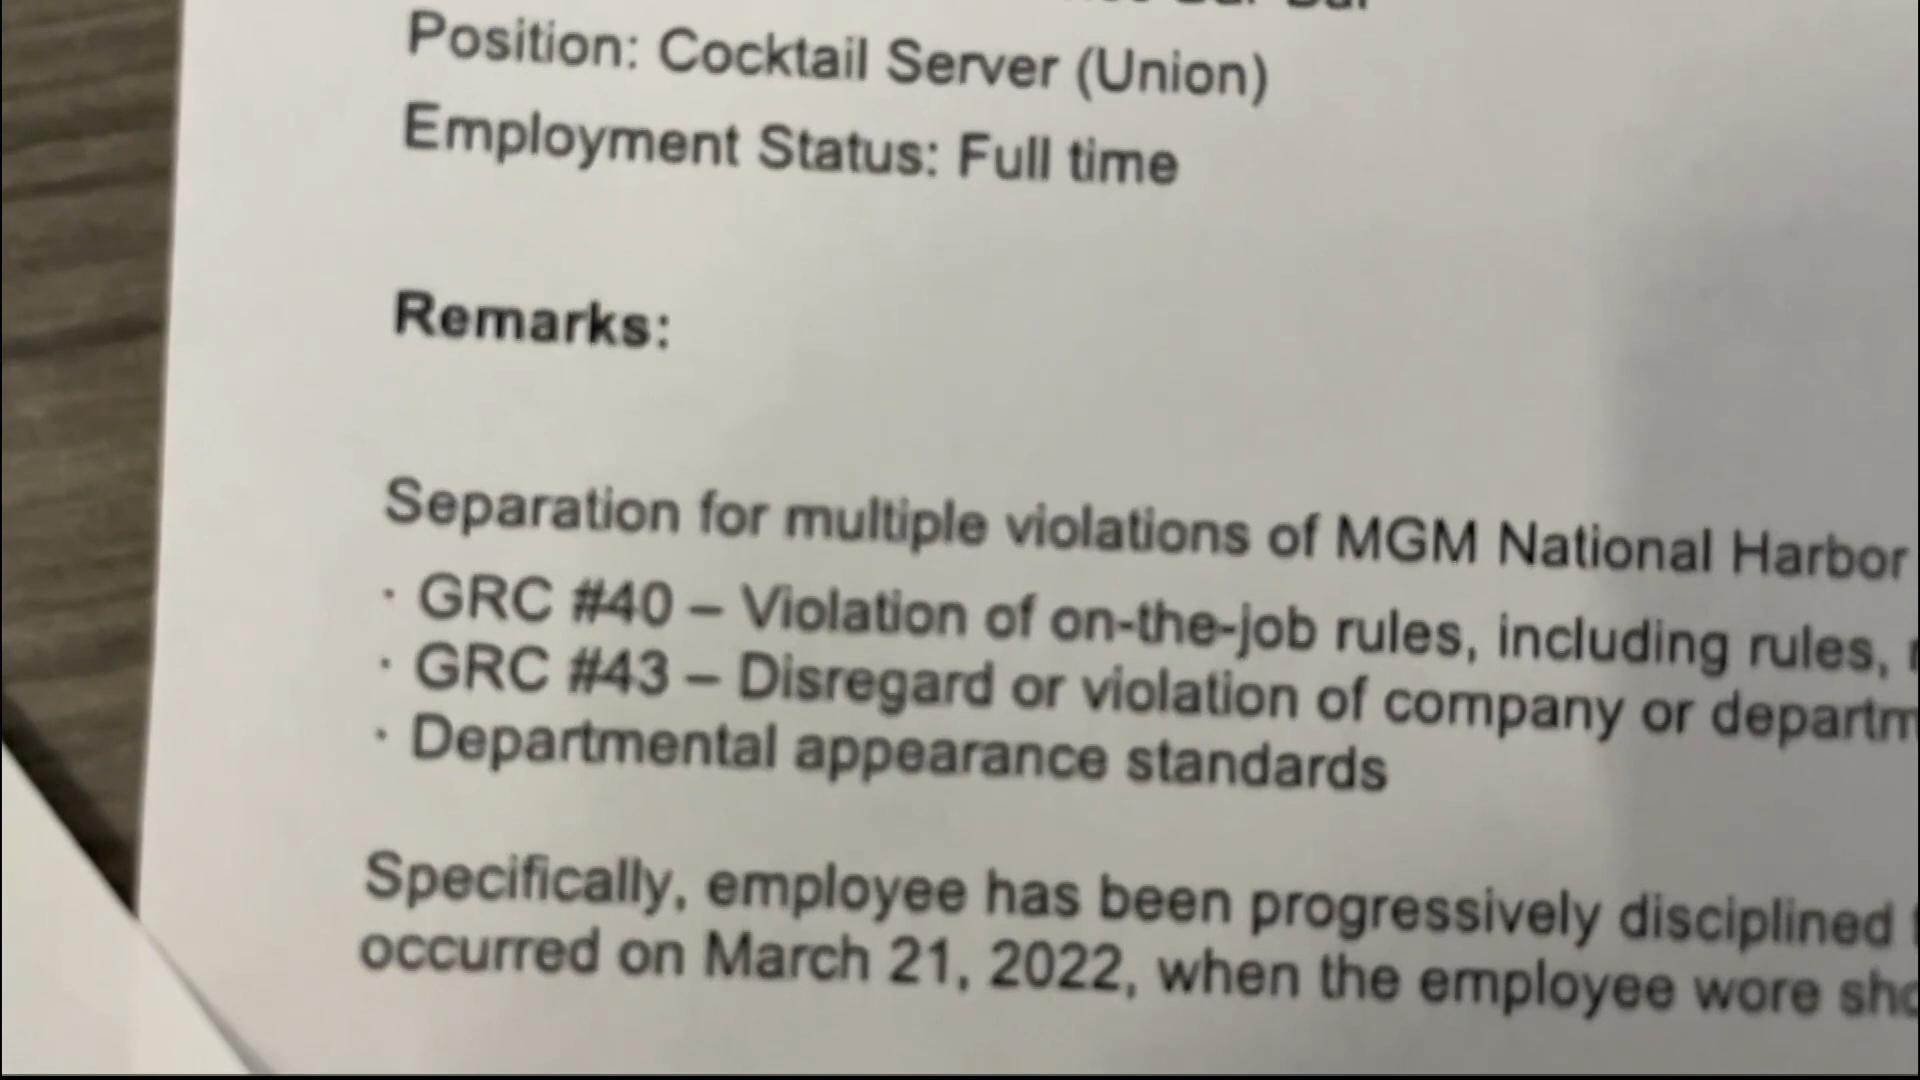 Position: Cocktail Server (Union)
Employment Status: Full time
Remarks:
Separation for multiple violations of MGM National Harbor
· GRC #40 – Violation of on-the-job rules, including rules,
· GRC #43 – Disregard or violation of company or departm
· Departmental appearance standards
Specifically, employee has been progressively disciplined
occurred on March 21, 2022, when the employee wore sho